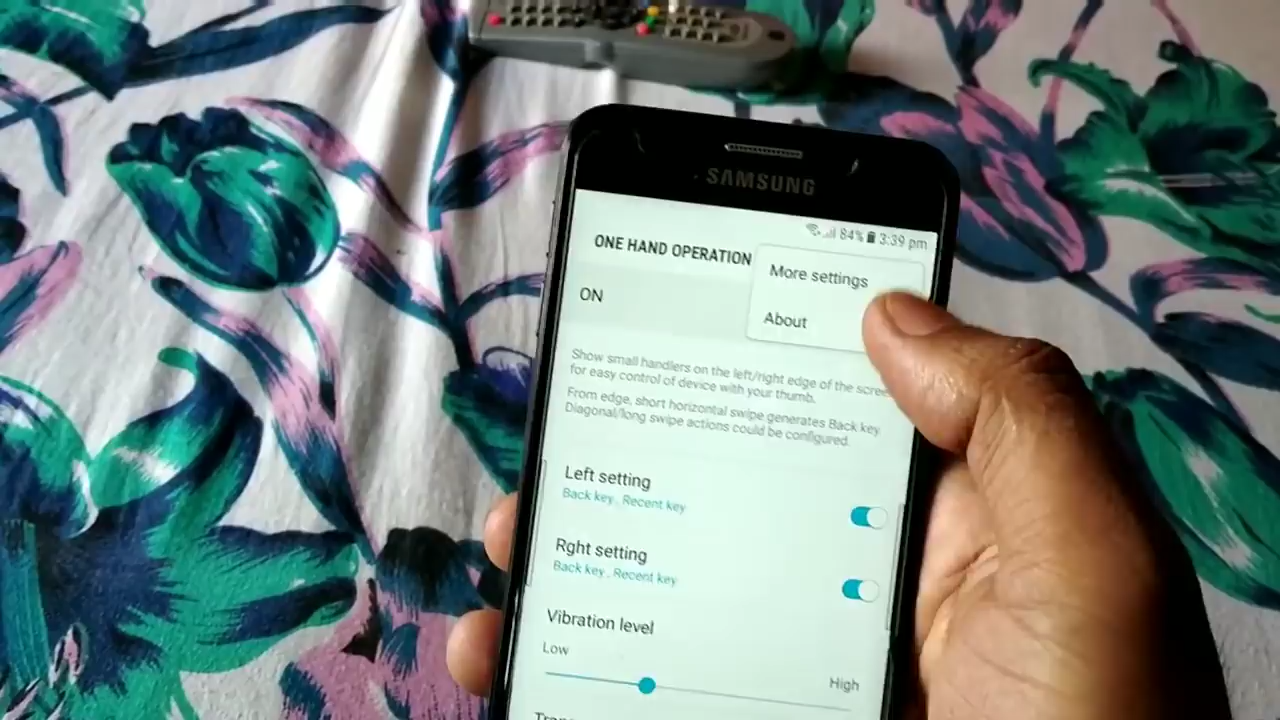 SAMSUNG
84% 3:39 pm
ONE HAND OPERATION
More settings
ON
About
Show small handlers on the left/right edge of the
for easy control of device with your thumb.
From edge, short horizontal swipe generates Back key
Diagonal/long swipe actions could be configured.
Left setting
Back key , Recent key
Rght setting
Back key , Recent key
Vibration level
Low
High